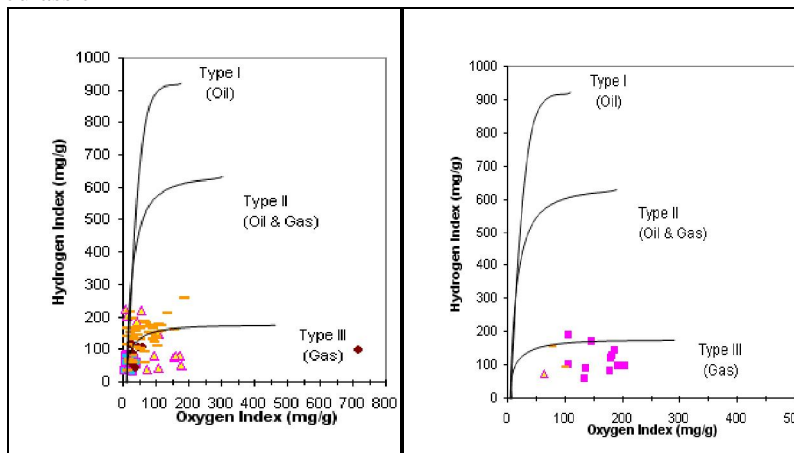 1000
900
800
700
600
500
400
300
200
100
0
Hydrogen Index (mg/g)
Type I
(Oil)
Type II
(Oil & Gas)
Type III
(Gas)
0 100 200 300 400 500 600 700 800
Oxygen Index (mg/g)
1000
900
800
700
600
500
400
300
200
100
0
Hydrogen Index (mg/g)
Type I
(Oil)
Type II
(Oil & Gas)
Type III
(Gas)
0 100 200 300 400
Oxygen Index (mg/g)